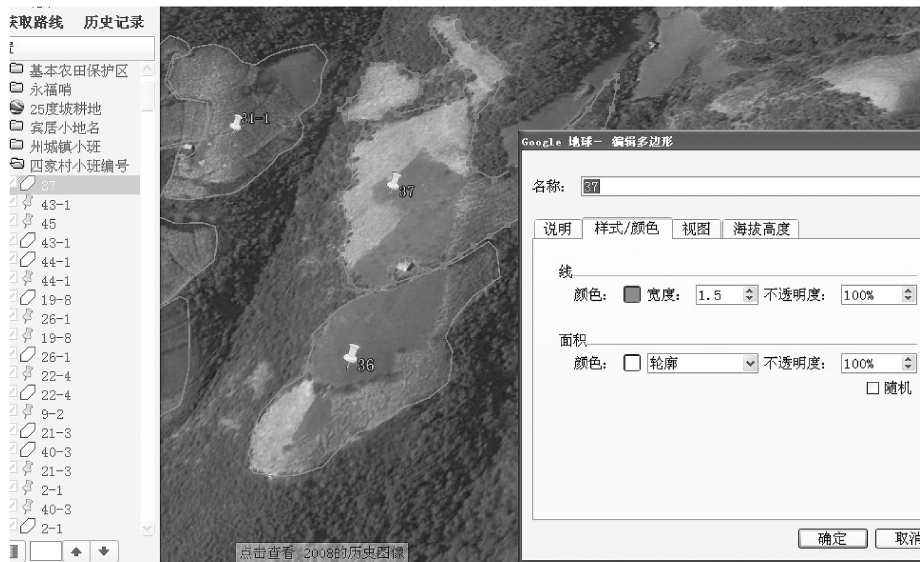 获取路线 历史记录
基本农田保护区
永福哨
25度坡耕地
宾居小地名
州城镇小班
四家村小班编号
37
43-1
45
43-1
44-1
44-1
19-8
26-1
19-8
26-1
22-4
22-4
9-2
21-3
40-3
21-3
2-1
40-3
2-1
31-1
37
36
点击查看 2008的历史图像
Google 地球- 编辑多边形
名称: 37
说明 样式/颜色 视图 海拔高度
线
颜色: 宽度: 1.5 不透明度: 100%
面积
颜色: 轮廓 不透明度: 100%
随机
确定 取消